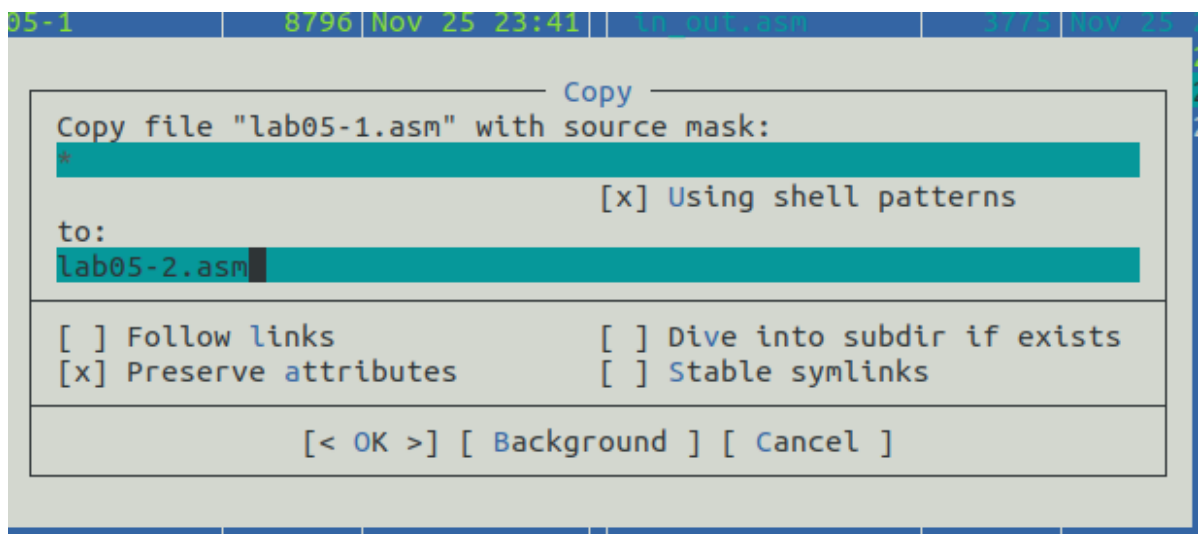 05-1 8796 Nov 25 23:41 in_out.asm 3775 Nov 25
Copy
Copy file "lab05-1.asm" with source mask:
*
[x] Using shell patterns
to:
lab05-2.asm
[ ] Follow links [ ] Dive into subdir if exists
[x] Preserve attributes [ ] Stable symlinks
[< OK >] [ Background ] [ Cancel ]